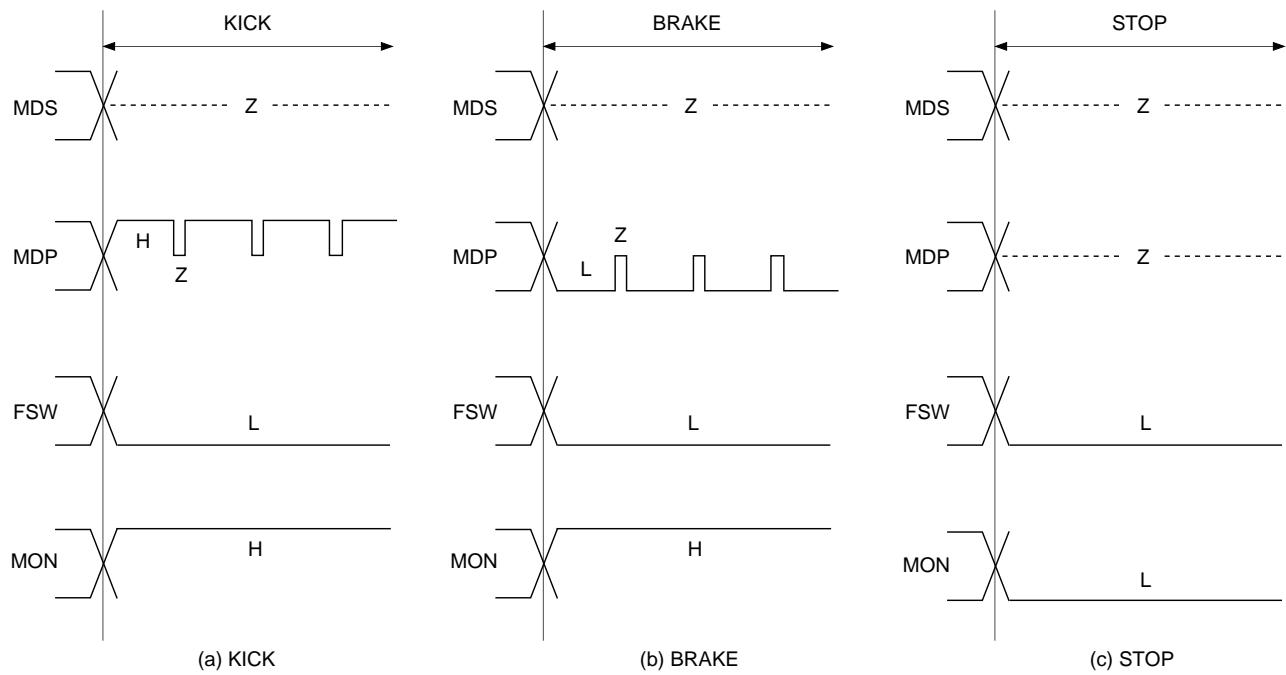 KICK
MDS
Z
MDP
H
Z
FSW
L
MON
H
(a) KICK
BRAKE
MDS
Z
MDP
Z
L
FSW
L
MON
H
(b) BRAKE
STOP
MDS
Z
MDP
Z
FSW
L
MON
L
(c) STOP